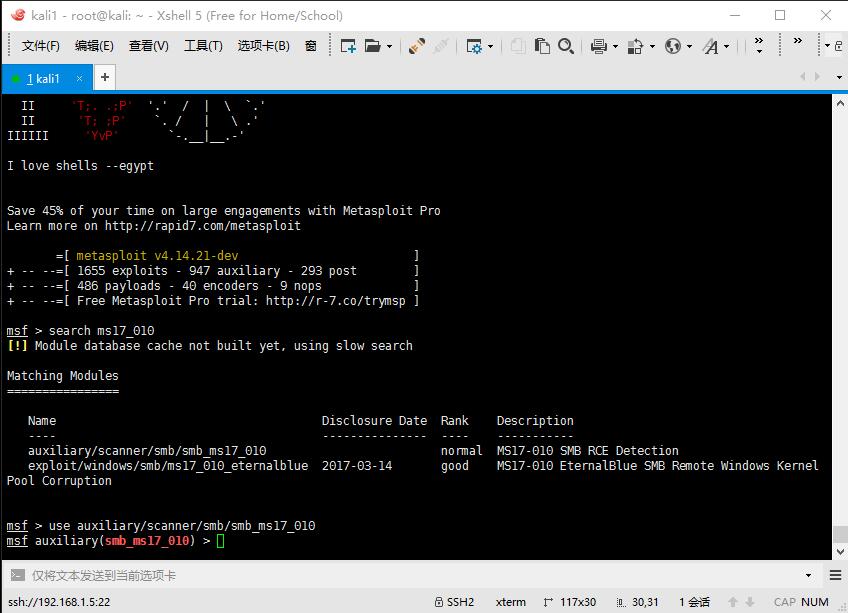 kali1 - root@kali: ~ - Xshell 5 (Free for Home/School)
文件(F) 编辑(E) 查看(V) 工具(T) 选项卡(B) 窗
1 kali1
II 'T;. .;P' '.' / | \ `.'
II 'T; ;P' `. / | \ .'
IIIIII 'YvP' `-.__|__.-'
I love shells --egypt
Save 45% of your time on large engagements with Metasploit Pro
Learn more on http://rapid7.com/metasploit
=[ metasploit v4.14.21-dev ]
+ -- --=[ 1655 exploits - 947 auxiliary - 293 post ]
+ -- --=[ 486 payloads - 40 encoders - 9 nops ]
+ -- --=[ Free Metasploit Pro trial: http://r-7.co/trymsp ]
msf > search ms17_010
[!] Module database cache not built yet, using slow search
Matching Modules
================
Name Disclosure Date Rank Description
---- --------------- ---- -----------
auxiliary/scanner/smb/smb_ms17_010 normal MS17-010 SMB RCE Detection
exploit/windows/smb/ms17_010_eternalblue 2017-03-14 good MS17-010 EternalBlue SMB Remote Windows Kernel
Pool Corruption
msf > use auxiliary/scanner/smb/smb_ms17_010
msf auxiliary(smb_ms17_010) >
仅将文本发送到当前选项卡
ssh://192.168.1.5:22 SSH2 xterm 117x30 30,31 1 会话 CAP NUM